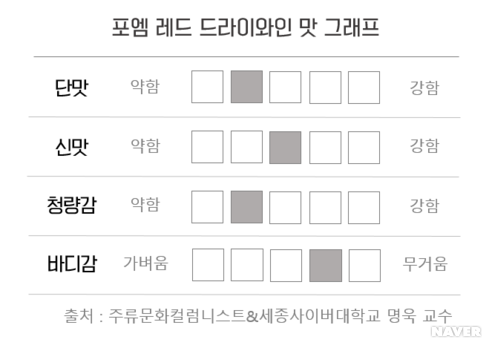 포엠 레드 드라이와인 맛 그래프
단맛 약함 강함
신맛 약함 강함
청량감 약함 강함
바디감 가벼움 무거움
출처 : 주류문화컬럼니스트&세종사이버대학교 명욱 교수
NAVER